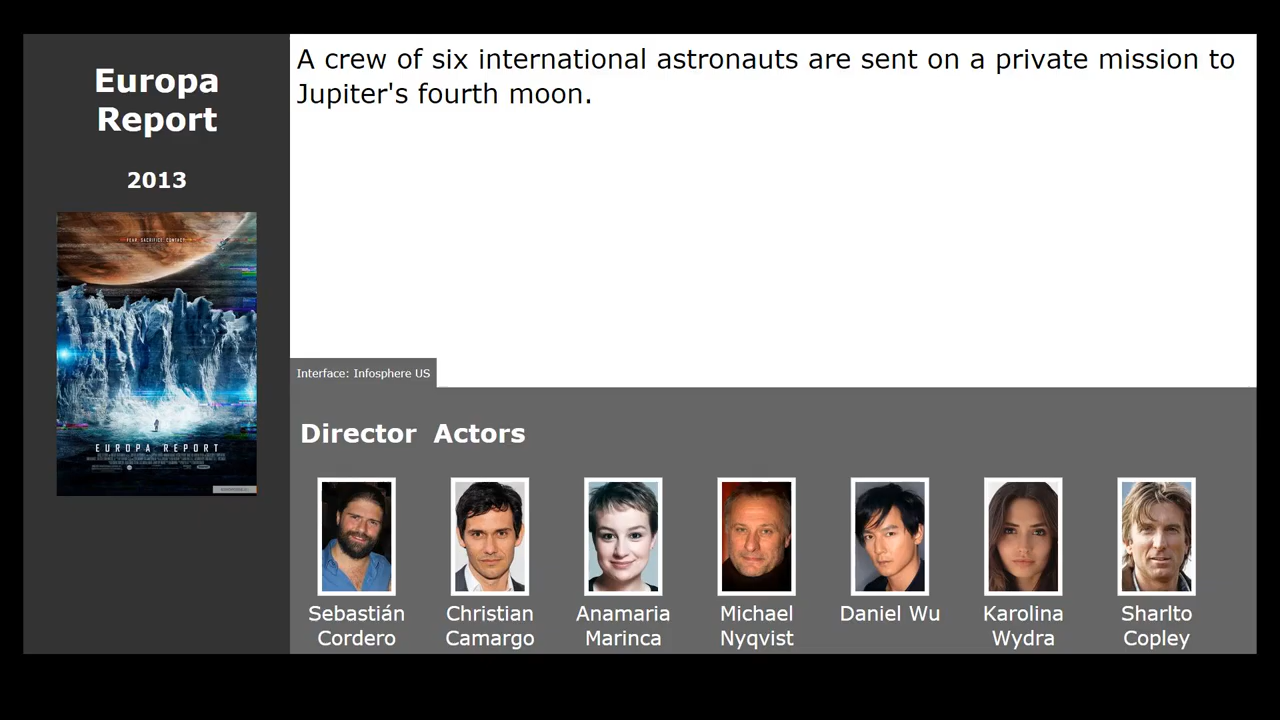 Europa
Report
2013
FEAR. SACRIFICE. CONTACT.
EUROPA REPORT
A crew of six international astronauts are sent on a private mission to
Jupiter's fourth moon.
Interface: Infosphere US
Director Actors
Sebastián
Cordero
Christian
Camargo
Anamaria
Marinca
Michael
Nyqvist
Daniel Wu
Karolina
Wydra
Sharlto
Copley